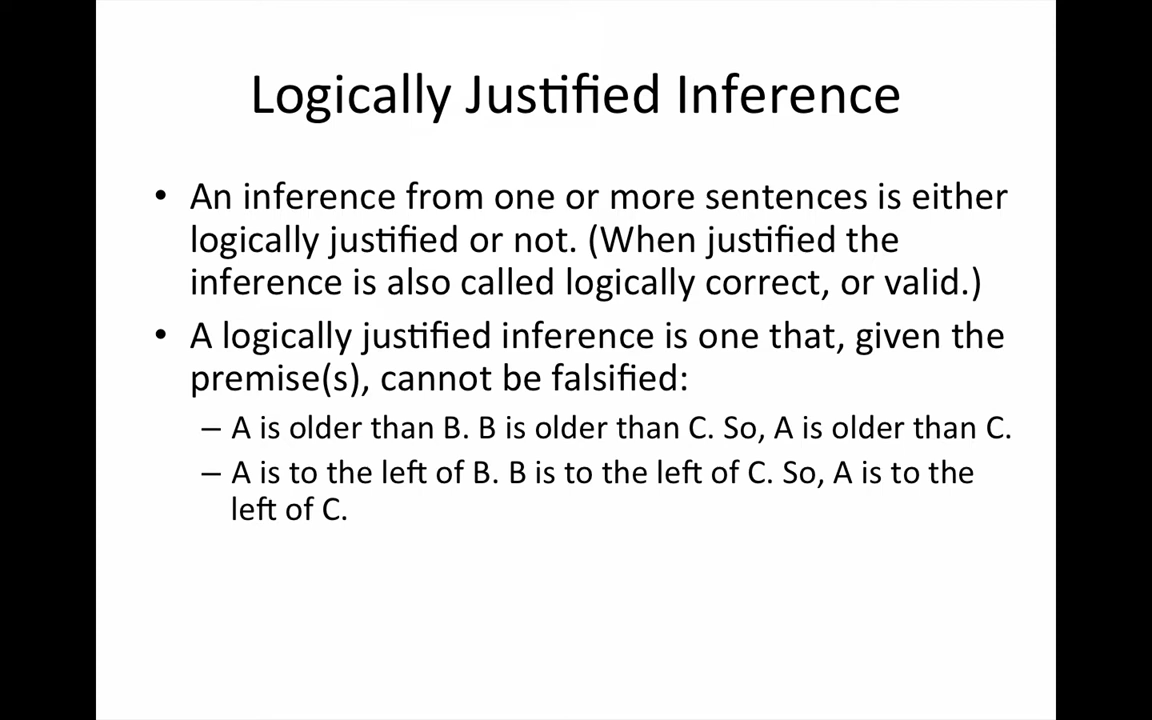 Logically Justified Inference
• An inference from one or more sentences is either
logically justified or not. (When justified the
inference is also called logically correct, or valid.)
• A logically justified inference is one that, given the
premise(s), cannot be falsified:
– A is older than B. B is older than C. So, A is older than C.
– A is to the left of B. B is to the left of C. So, A is to the
left of C.